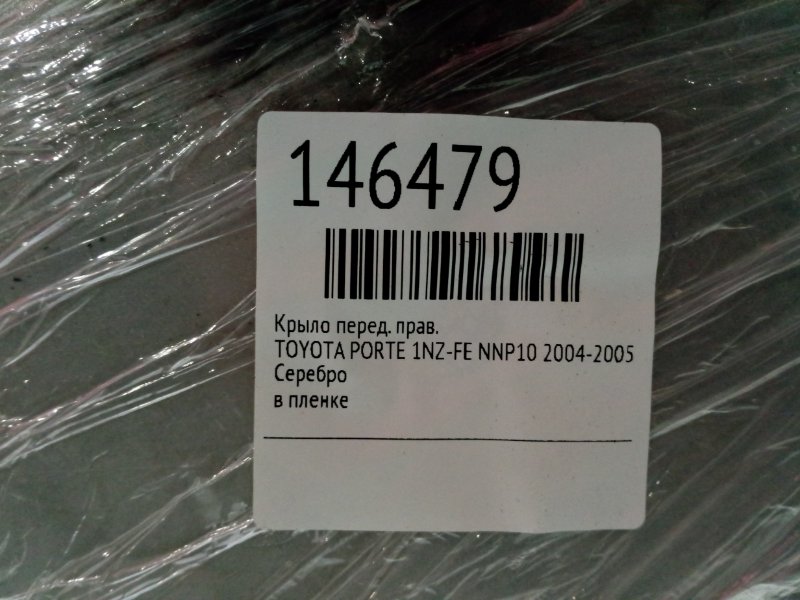 146479
Крыло перед. прав.
TOYOTA PORTE 1NZ-FE NNP10 2004-2005
Серебро
в пленке